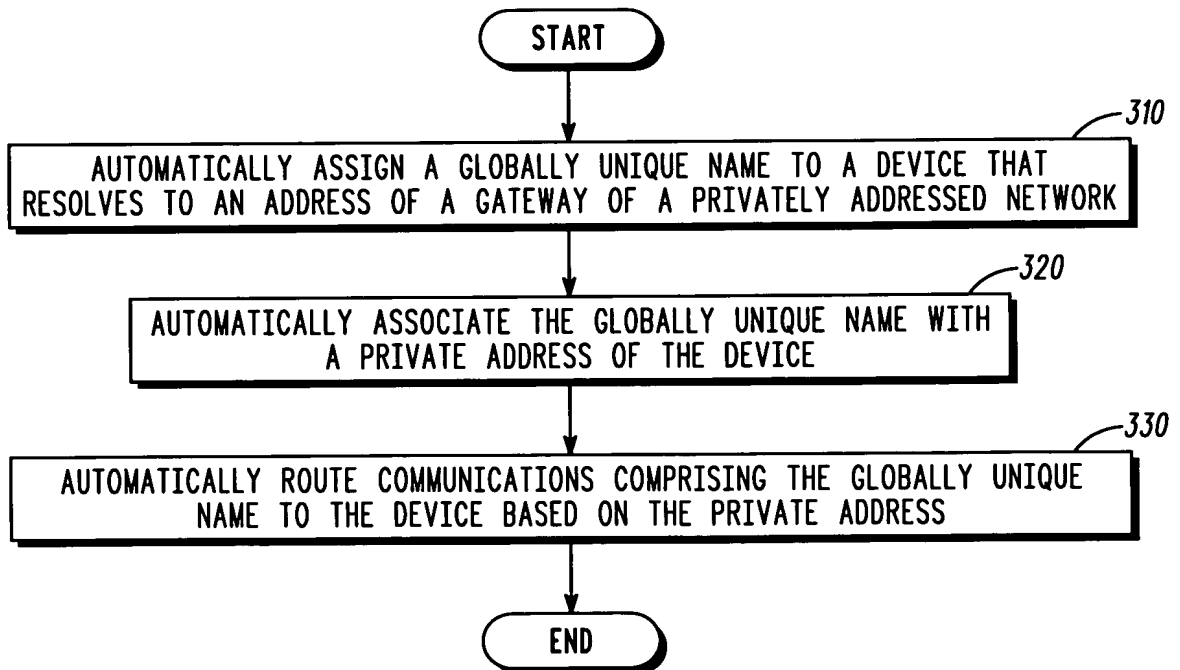 START
310
AUTOMATICALLY ASSIGN A GLOBALLY UNIQUE NAME TO A DEVICE THAT
RESOLVES TO AN ADDRESS OF A GATEWAY OF A PRIVATELY ADDRESSED NETWORK
320
AUTOMATICALLY ASSOCIATE THE GLOBALLY UNIQUE NAME WITH
A PRIVATE ADDRESS OF THE DEVICE
330
AUTOMATICALLY ROUTE COMMUNICATIONS COMPRISING THE GLOBALLY UNIQUE
NAME TO THE DEVICE BASED ON THE PRIVATE ADDRESS
END